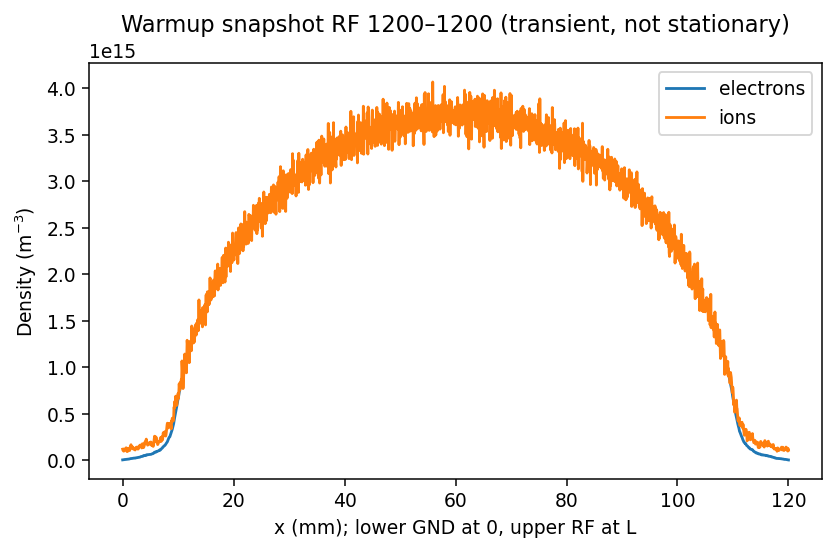 Warmup snapshot RF 1200–1200 (transient, not stationary)
1e15
electrons
ions
4.0
3.5
3.0
2.5
2.0
1.5
1.0
0.5
0.0
Density (m⁻³)
0 20 40 60 80 100 120
x (mm); lower GND at 0, upper RF at L